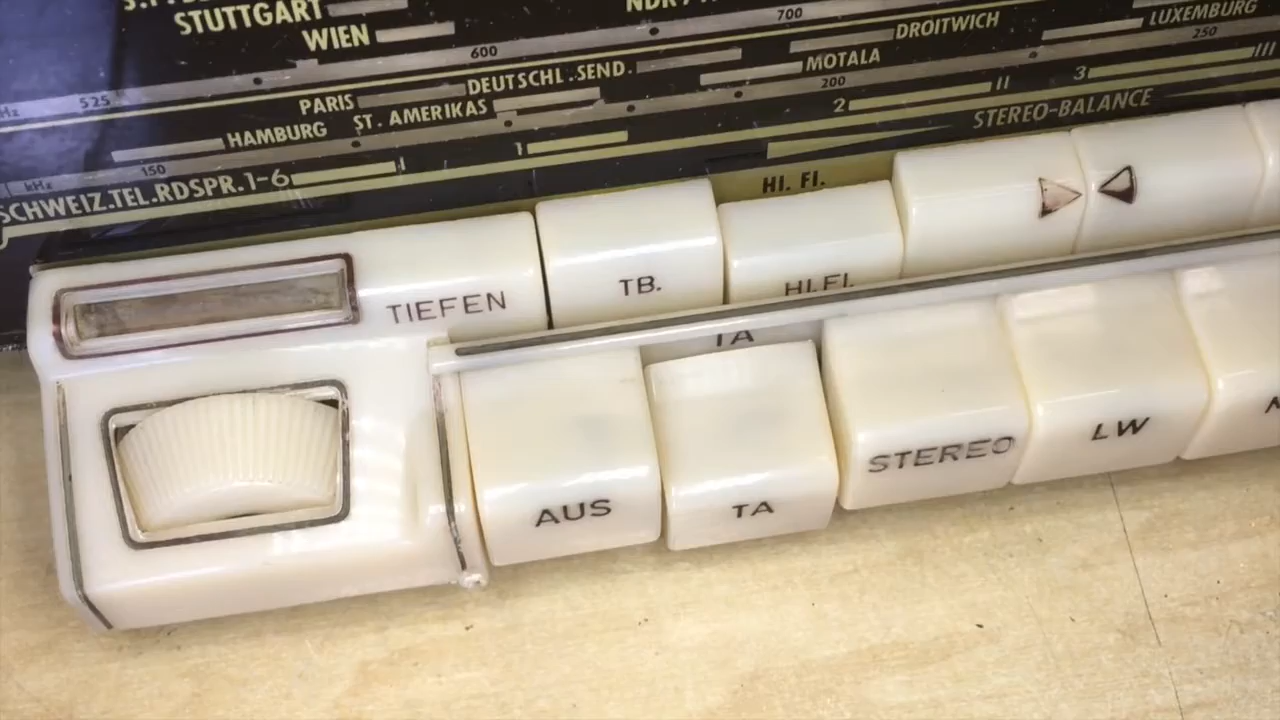 STUTTGART
WIEN
700
DROITWICH
LUXEMBURG
600
DEUTSCHL.SEND.
MOTALA
250
525
PARIS
ST. AMERIKAS
200
3
III
HAMBURG
2
II
STEREO-BALANCE
kHz
150
1
I
SCHWEIZ.TEL.RDSPR.1-6
HI. FI.
TIEFEN
TB.
HI.FI.
TA
AUS
TA
STEREO
LW